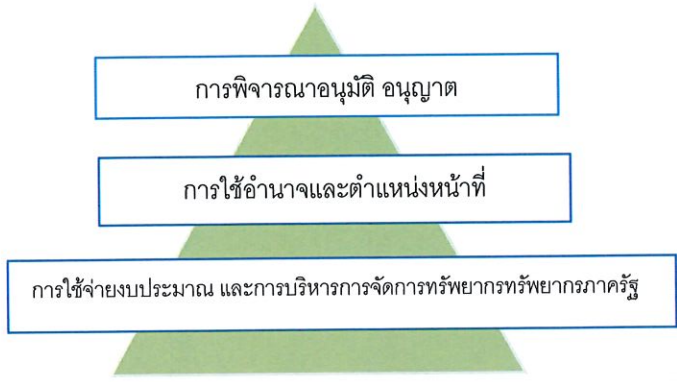 การพิจารณาอนุมัติ อนุญาต
การใช้อำนาจและตำแหน่งหน้าที่
การใช้จ่ายงบประมาณ และการบริหารการจัดการทรัพยากรทรัพยากรภาครัฐ